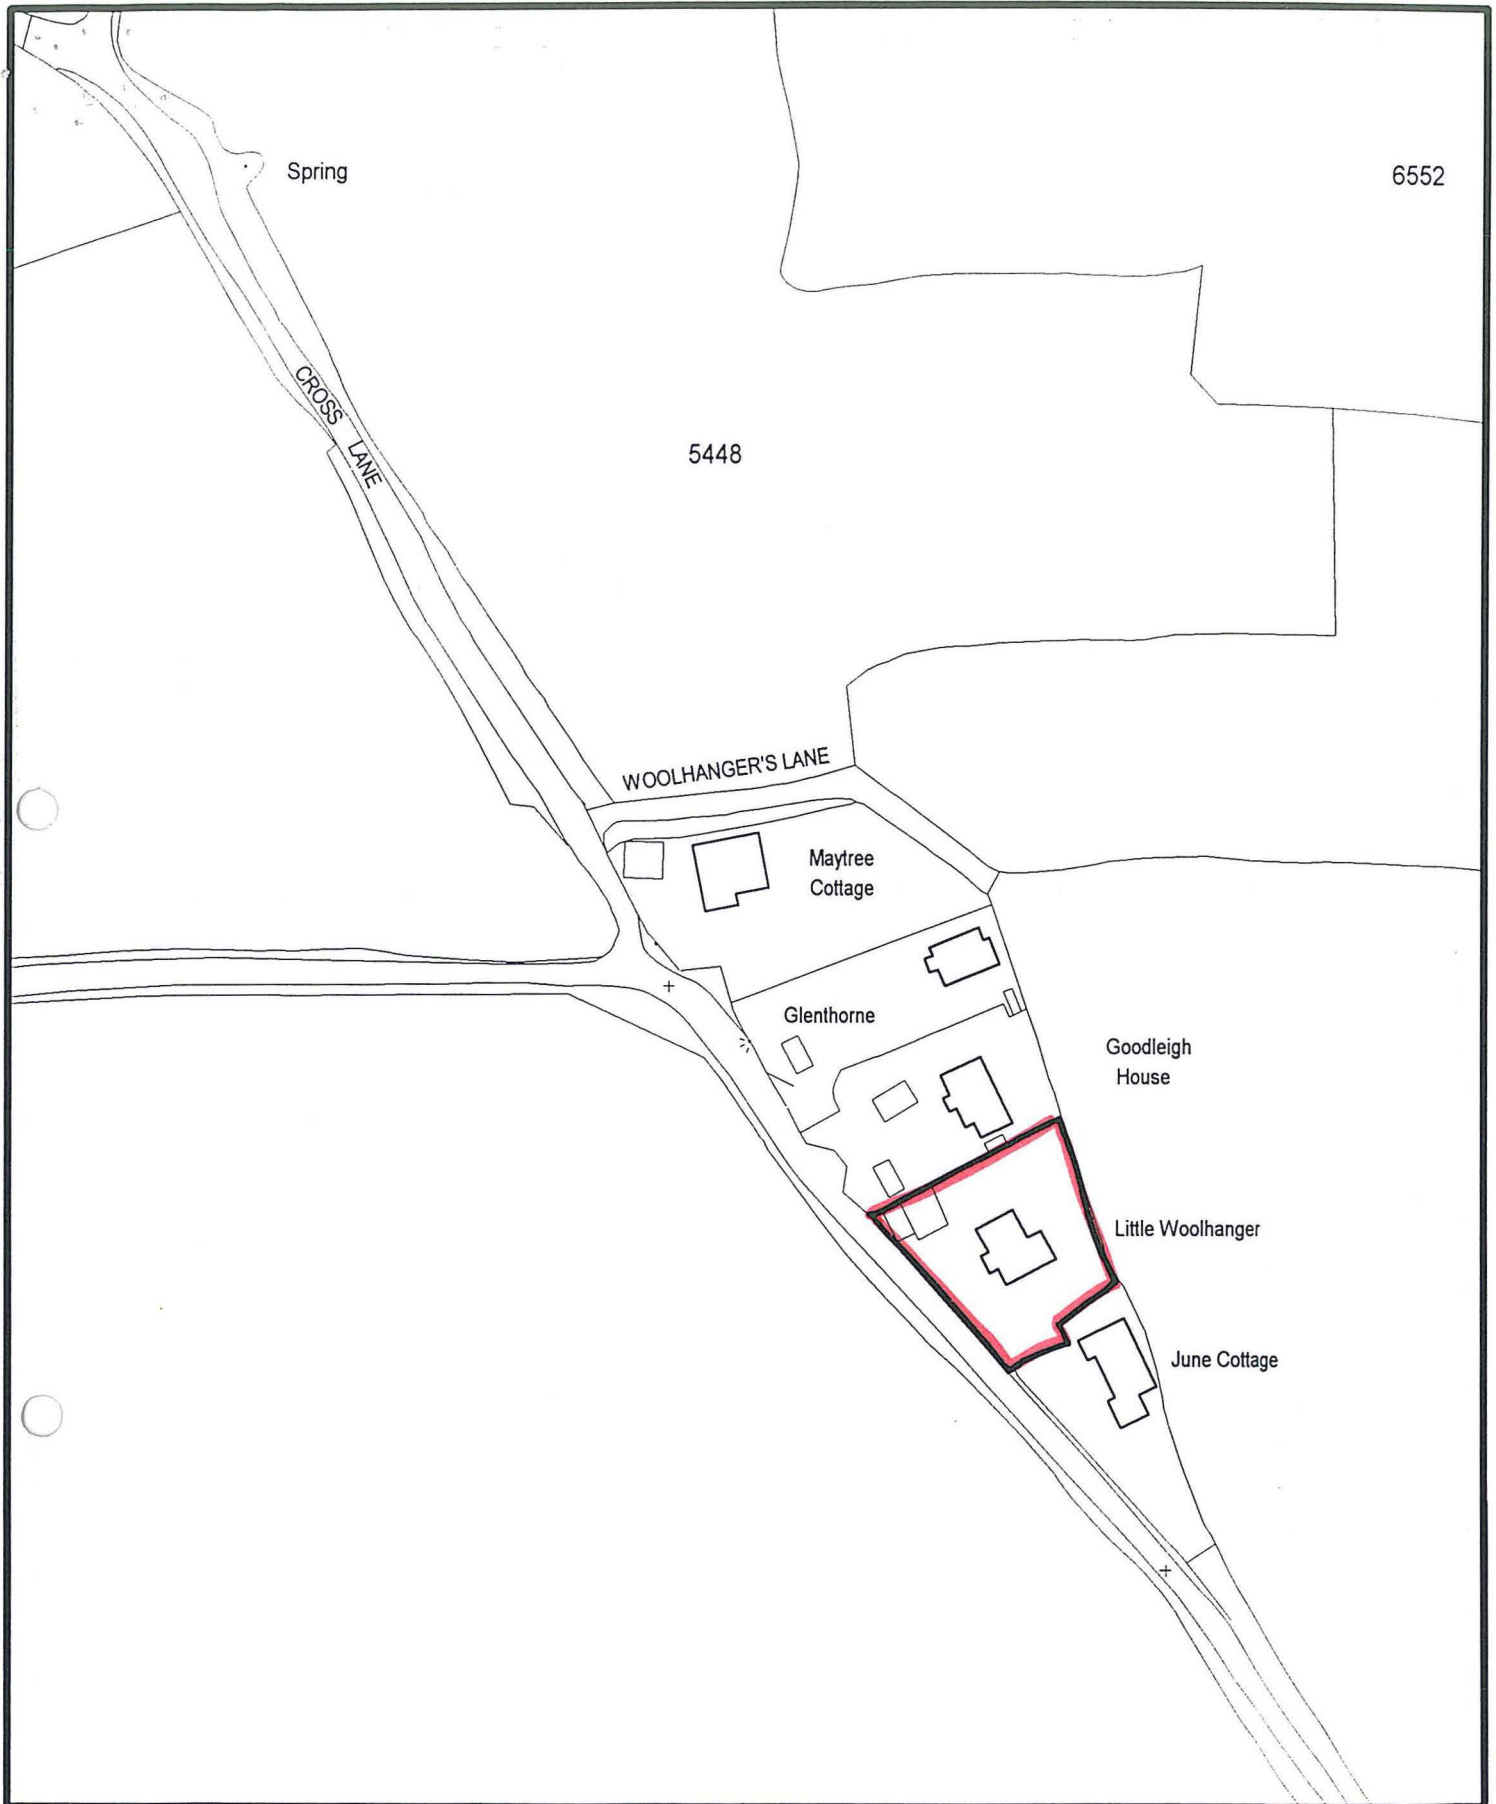 Spring
6552
CROSS LANE
5448
WOOLHANGER'S LANE
Maytree
Cottage
Glenthorne
Goodleigh
House
Little Woolhanger
June Cottage